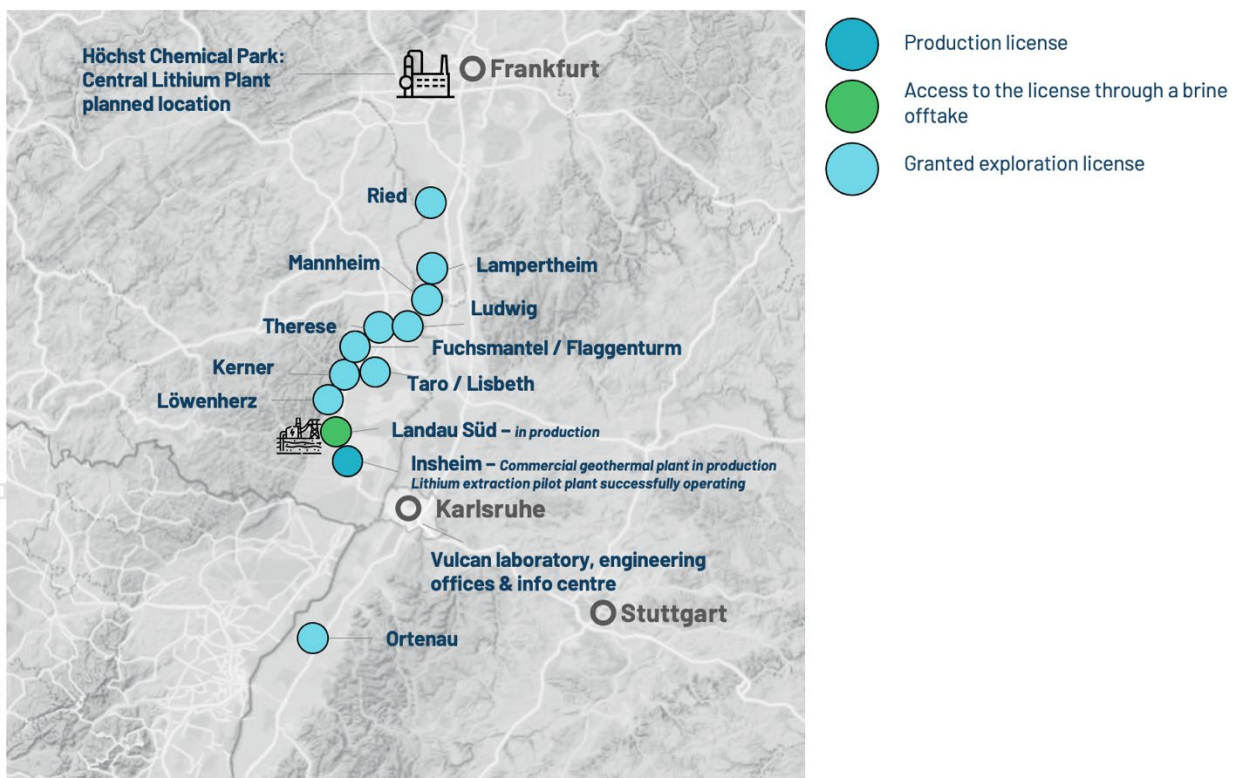 Höchst Chemical Park:
Central Lithium Plant
planned location
Frankfurt
Production license
Access to the license through a brine
offtake
Granted exploration license
Ried
Mannheim
Lampertheim
Ludwig
Therese
Fuchsmantel / Flaggenturm
Kerner
Taro / Lisbeth
Löwenherz
Landau Süd – in production
Insheim – Commercial geothermal plant in production
Lithium extraction pilot plant successfully operating
Karlsruhe
Vulcan laboratory, engineering
offices & info centre
Stuttgart
Ortenau